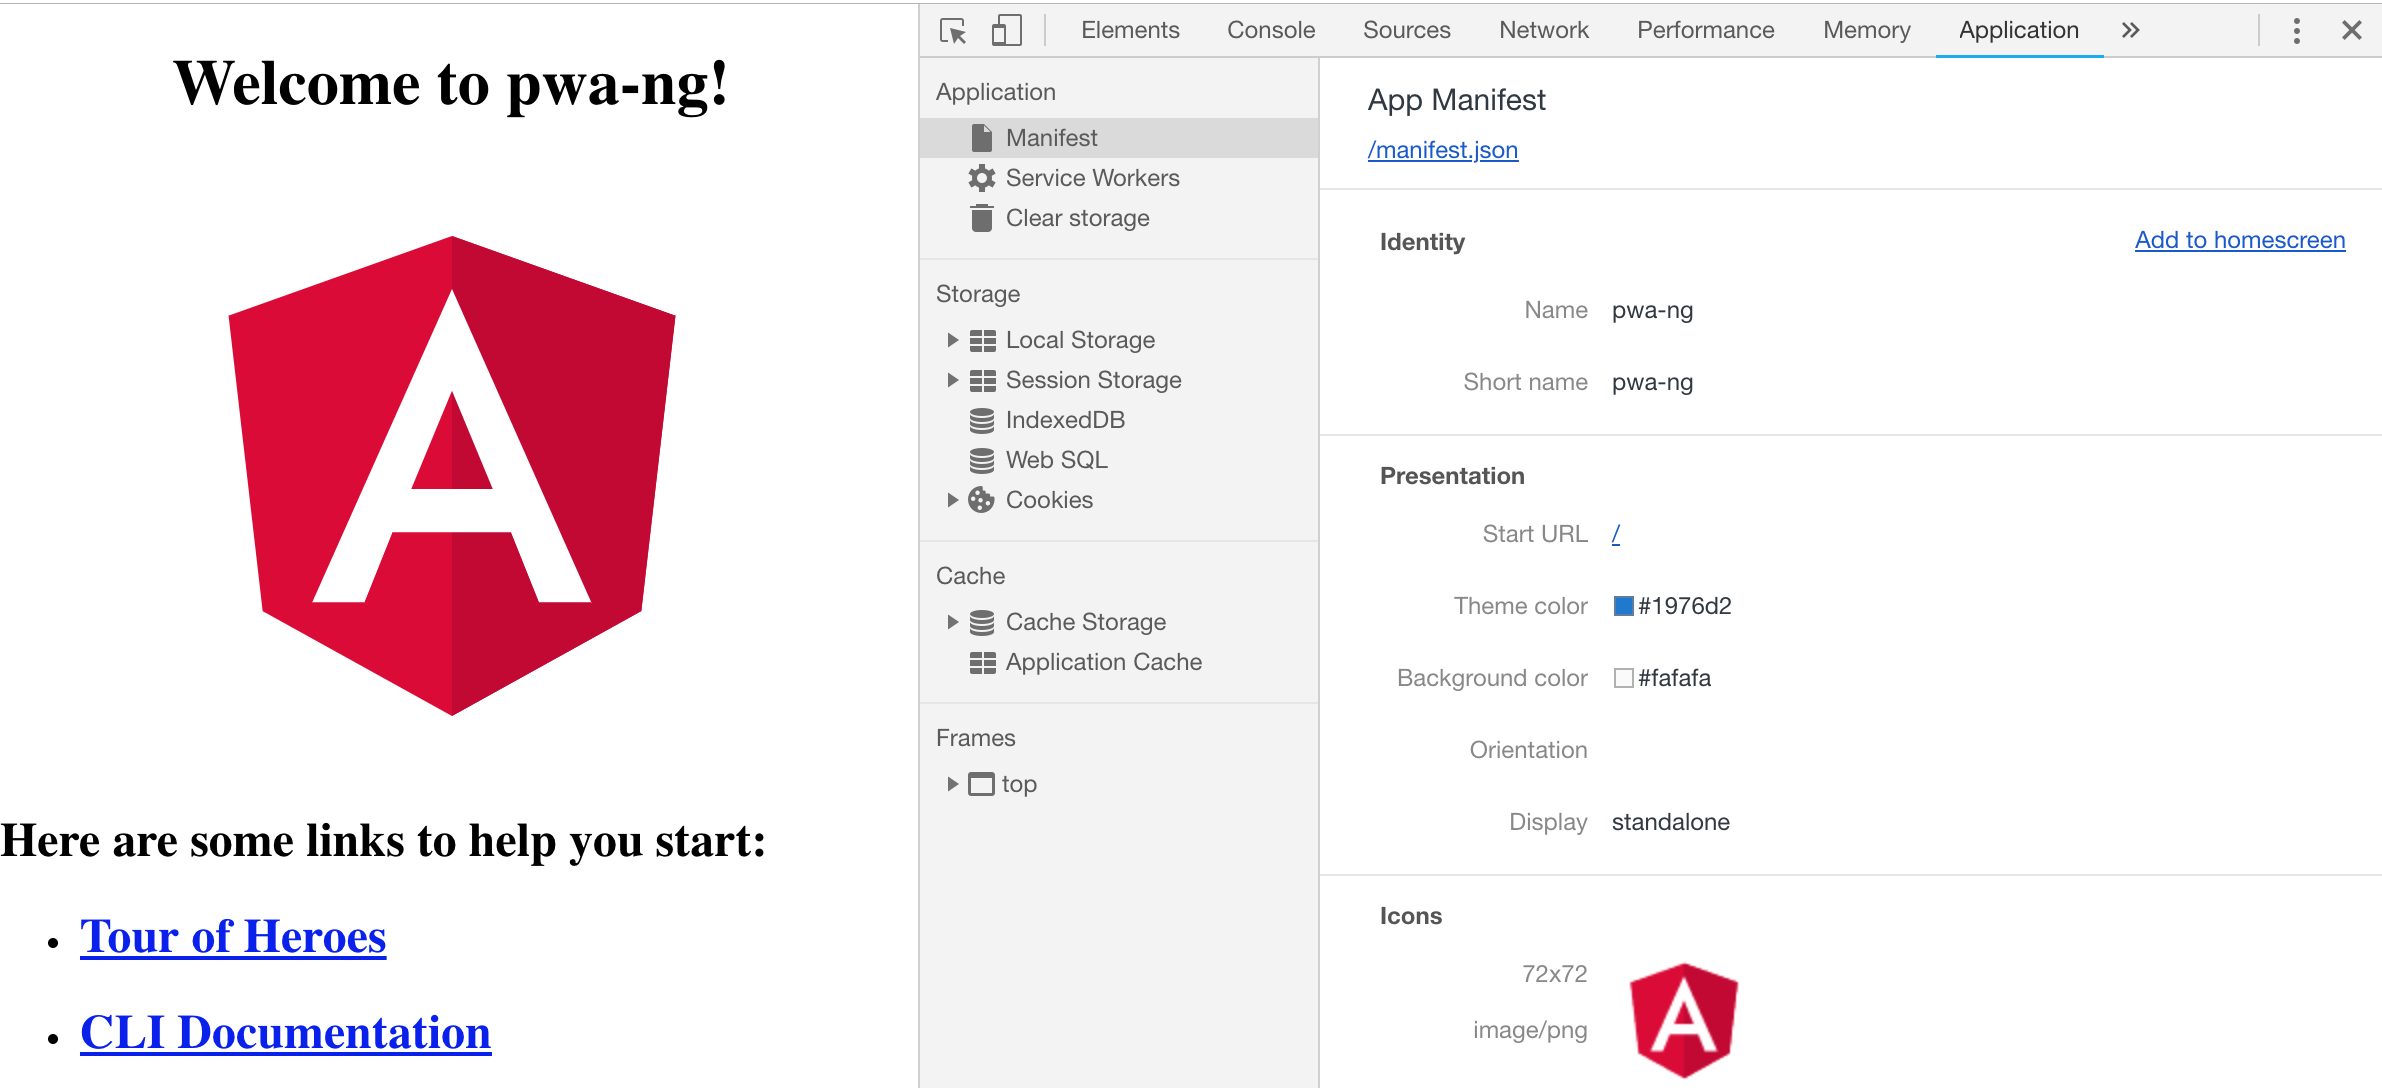 Welcome to pwa-ng!
Here are some links to help you start:
• Tour of Heroes
• CLI Documentation
Elements Console Sources Network Performance Memory Application
Application
Manifest
Service Workers
Clear storage
Storage
Local Storage
Session Storage
IndexedDB
Web SQL
Cookies
Cache
Cache Storage
Application Cache
Frames
top
App Manifest
/manifest.json
Identity Add to homescreen
Name pwa-ng
Short name pwa-ng
Presentation
Start URL /
Theme color #1976d2
Background color #fafafa
Orientation
Display standalone
Icons
72x72
image/png